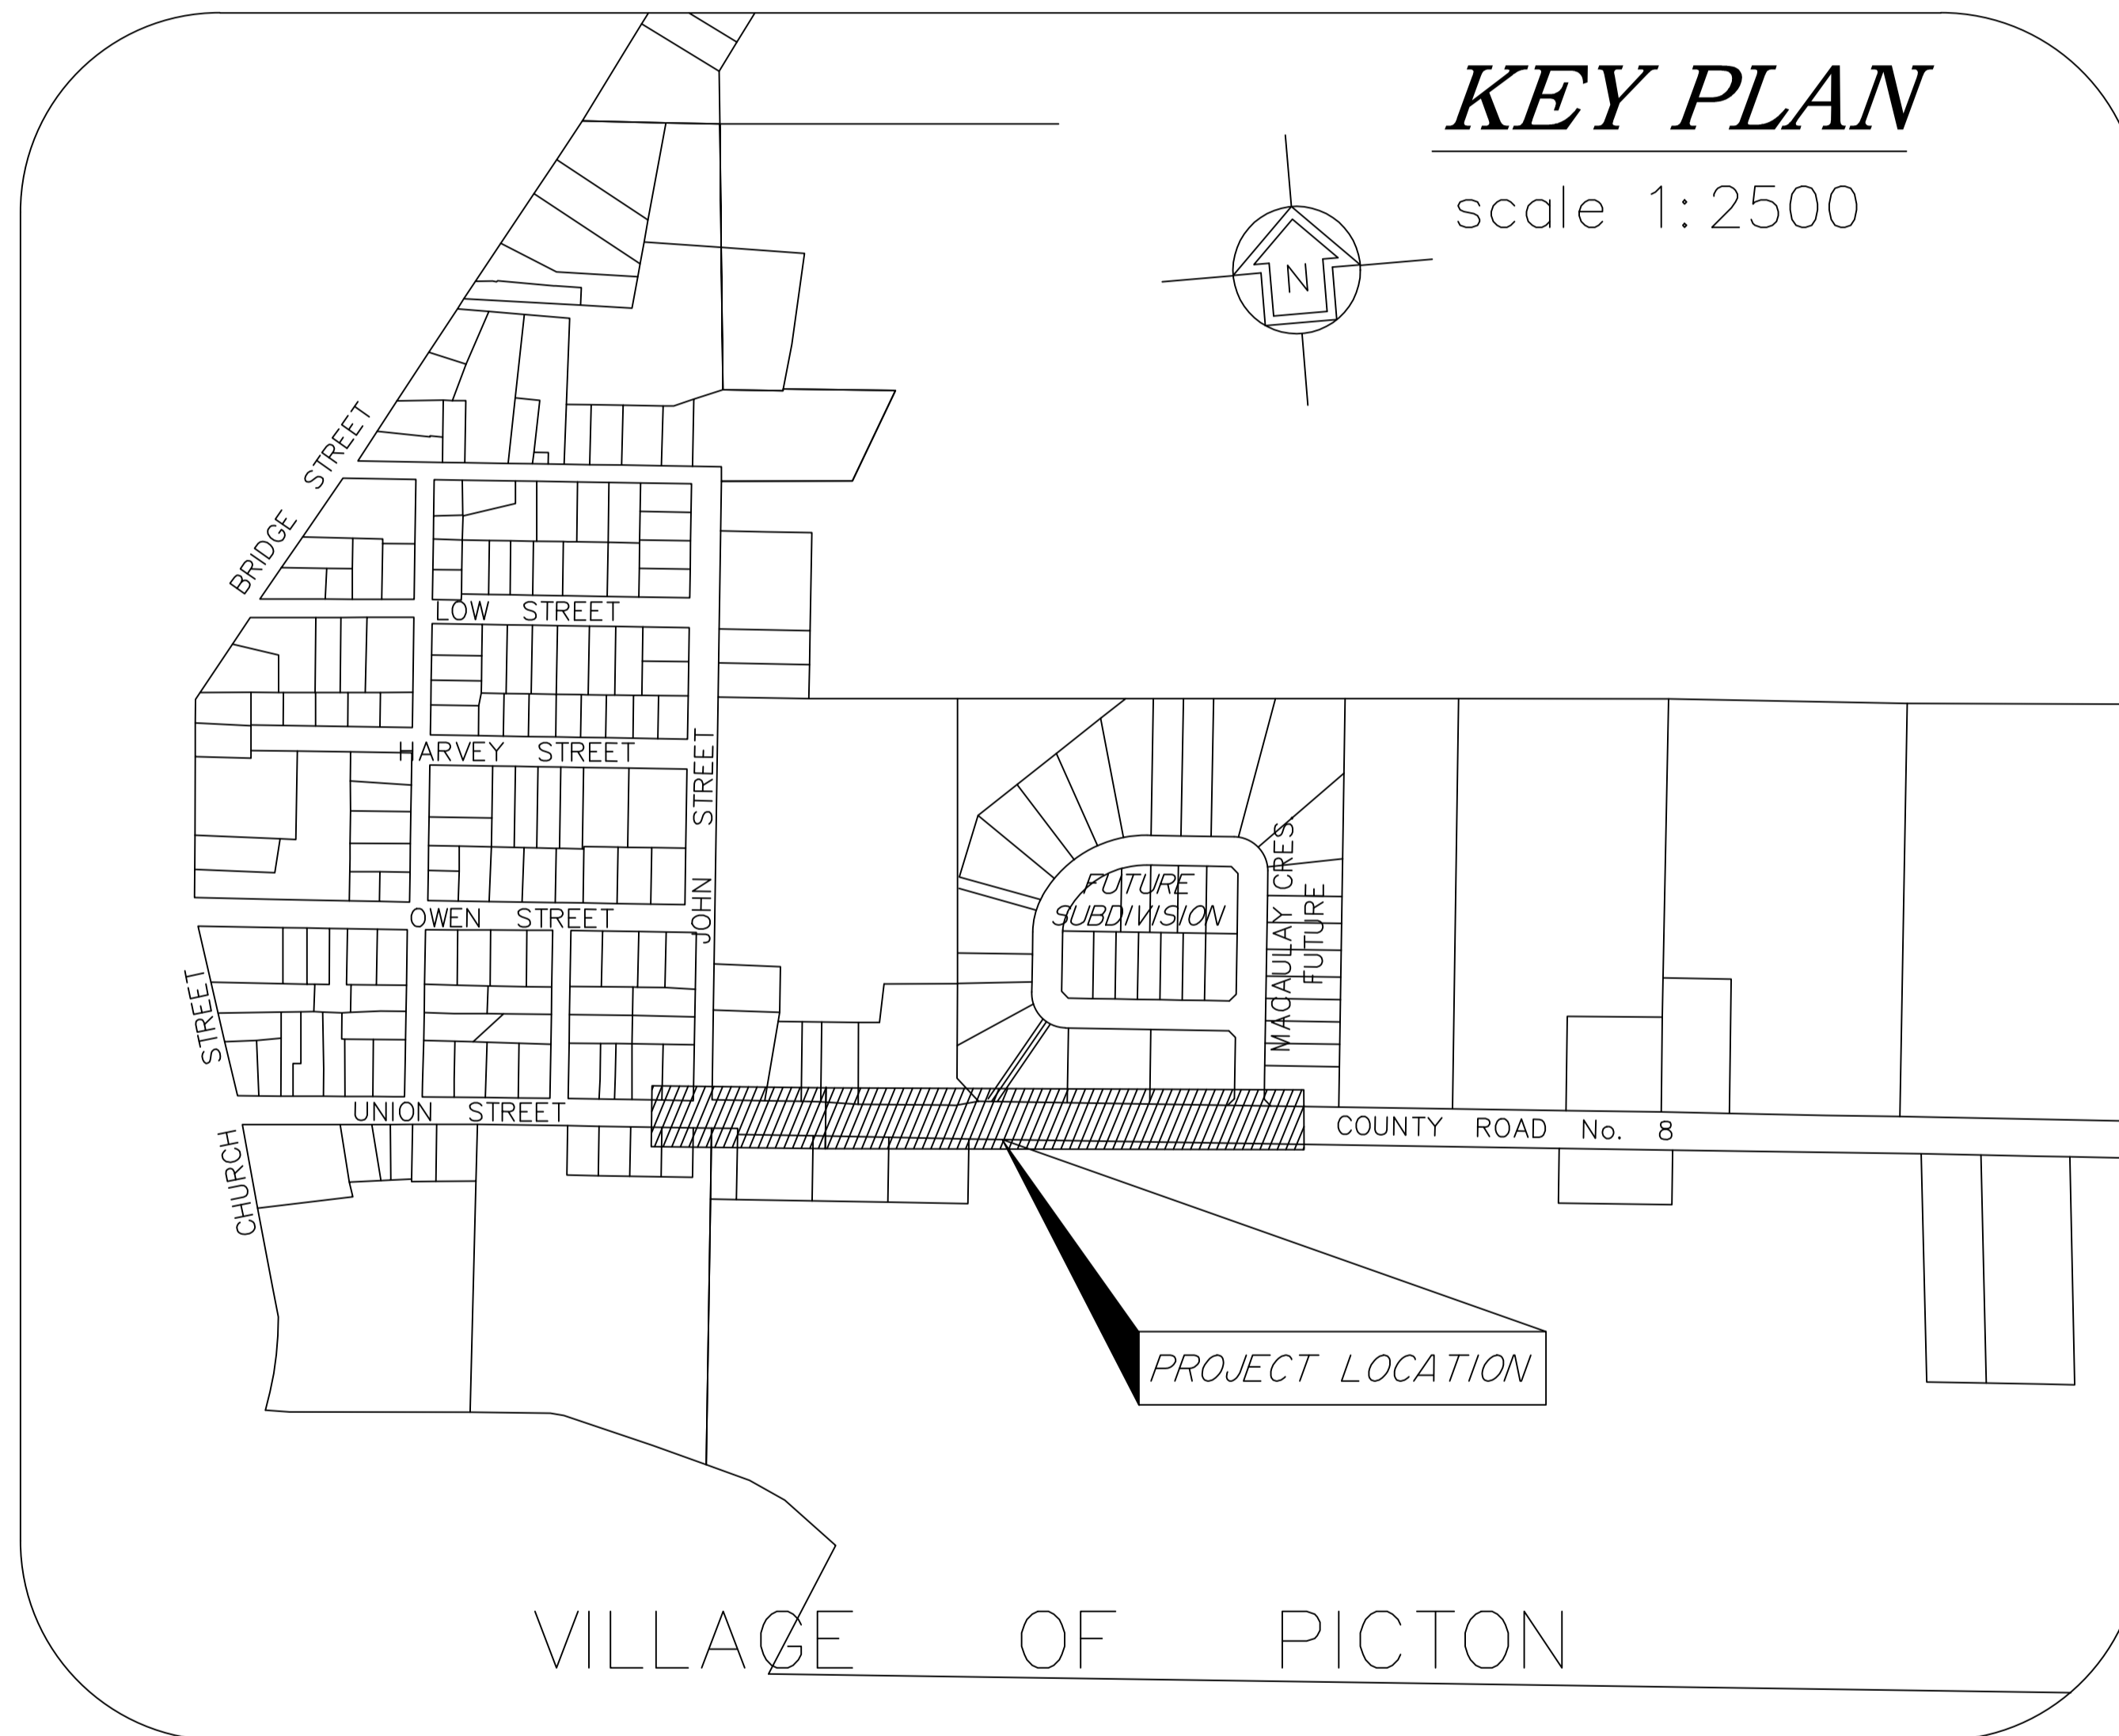 KEY PLAN
scale 1:2500
N
BRIDGE STREET
LOW STREET
HARVEY STREET
JOHN STREET
OWEN STREET
FUTURE
SUBDIVISION
MACAULAY CRES.
FUTURE
CHURCH STREET
UNION STREET
COUNTY ROAD No. 8
PROJECT LOCATION
VILLAGE OF PICTON